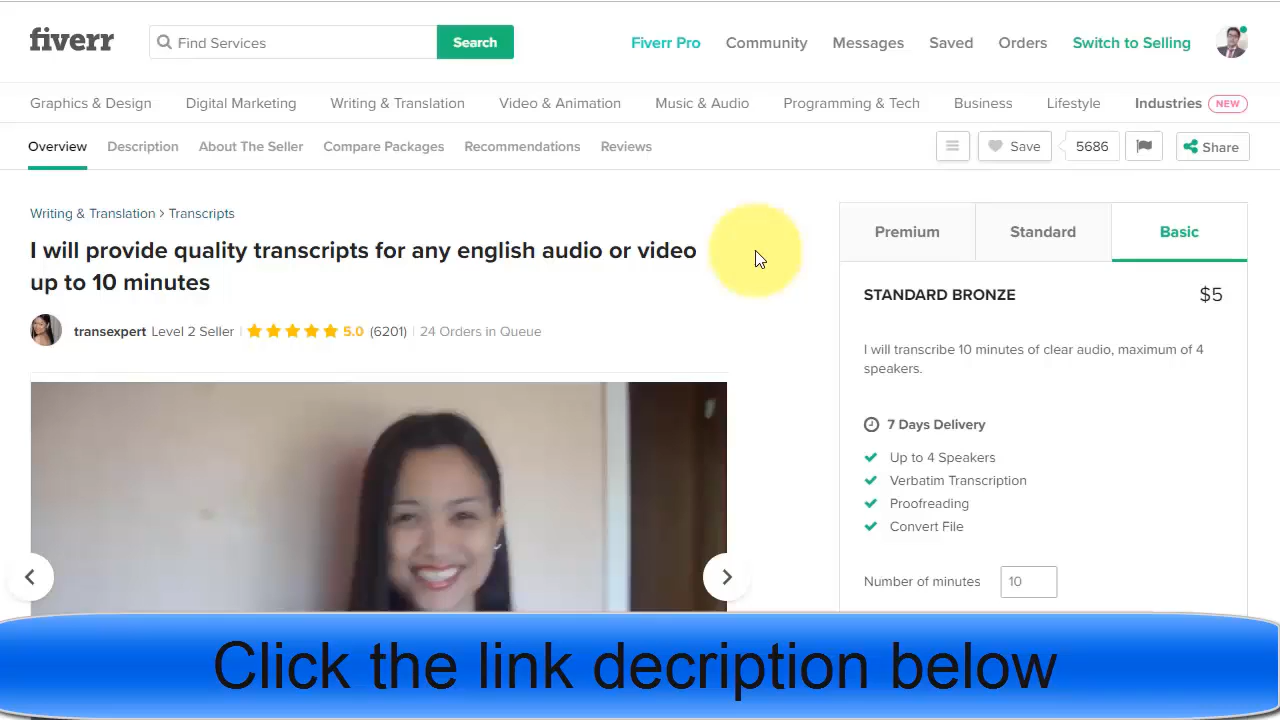 fiverr
Find Services
Search
Fiverr Pro
Community
Messages
Saved
Orders
Switch to Selling
Graphics & Design
Digital Marketing
Writing & Translation
Video & Animation
Music & Audio
Programming & Tech
Business
Lifestyle
Industries NEW
Overview
Description
About The Seller
Compare Packages
Recommendations
Reviews
Save
5686
Share
Writing & Translation > Transcripts
I will provide quality transcripts for any english audio or video
up to 10 minutes
transexpert Level 2 Seller | 5.0 (6201) | 24 Orders in Queue
Premium
Standard
Basic
STANDARD BRONZE $5
I will transcribe 10 minutes of clear audio, maximum of 4
speakers.
7 Days Delivery
Up to 4 Speakers
Verbatim Transcription
Proofreading
Convert File
Number of minutes 10
Click the link decription below